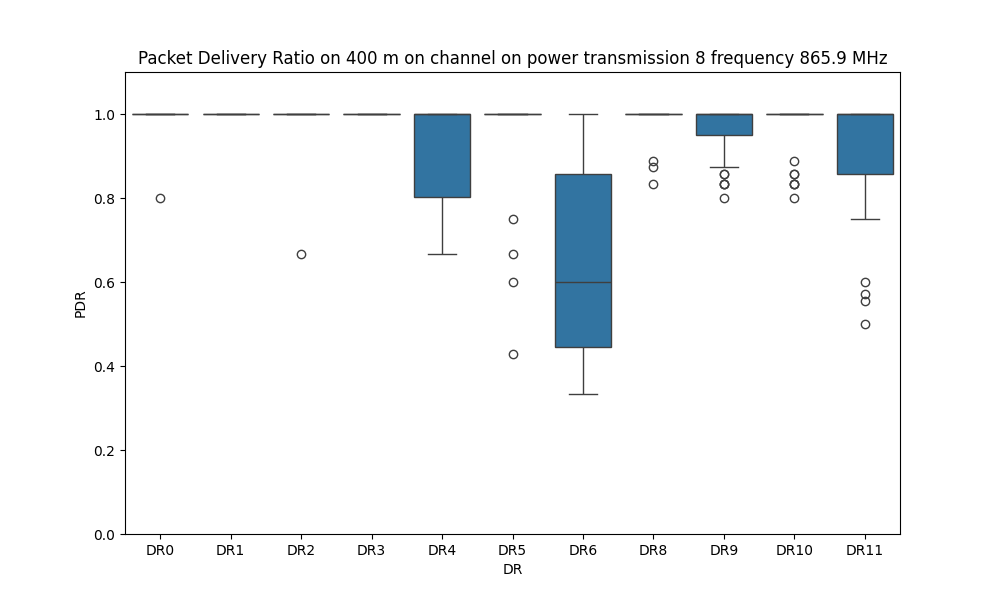 Packet Delivery Ratio on 400 m on channel on power transmission 8 frequency 865.9 MHz
1.0
0.8
0.6
0.4
0.2
0.0
PDR
DR0 DR1 DR2 DR3 DR4 DR5 DR6 DR8 DR9 DR10 DR11
DR